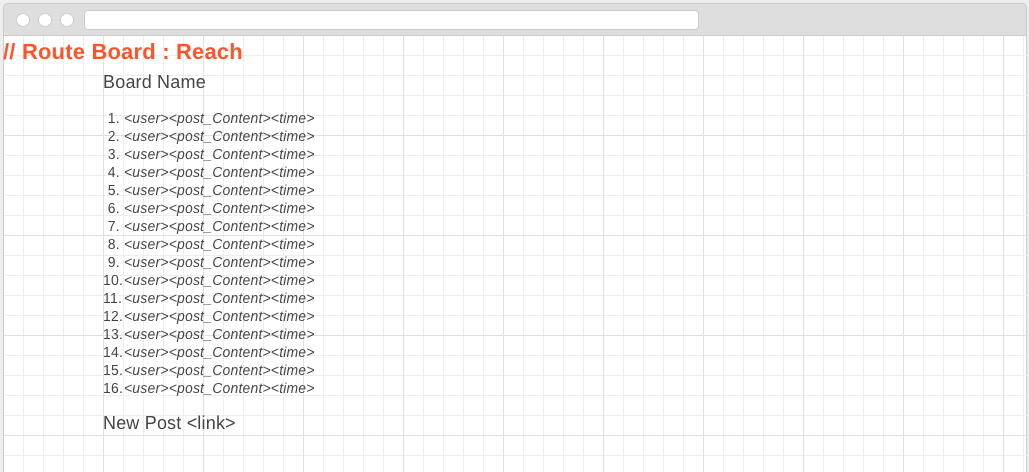 // Route Board : Reach
Board Name
1. <user><post_Content><time>
2. <user><post_Content><time>
3. <user><post_Content><time>
4. <user><post_Content><time>
5. <user><post_Content><time>
6. <user><post_Content><time>
7. <user><post_Content><time>
8. <user><post_Content><time>
9. <user><post_Content><time>
10. <user><post_Content><time>
11. <user><post_Content><time>
12. <user><post_Content><time>
13. <user><post_Content><time>
14. <user><post_Content><time>
15. <user><post_Content><time>
16. <user><post_Content><time>
New Post <link>